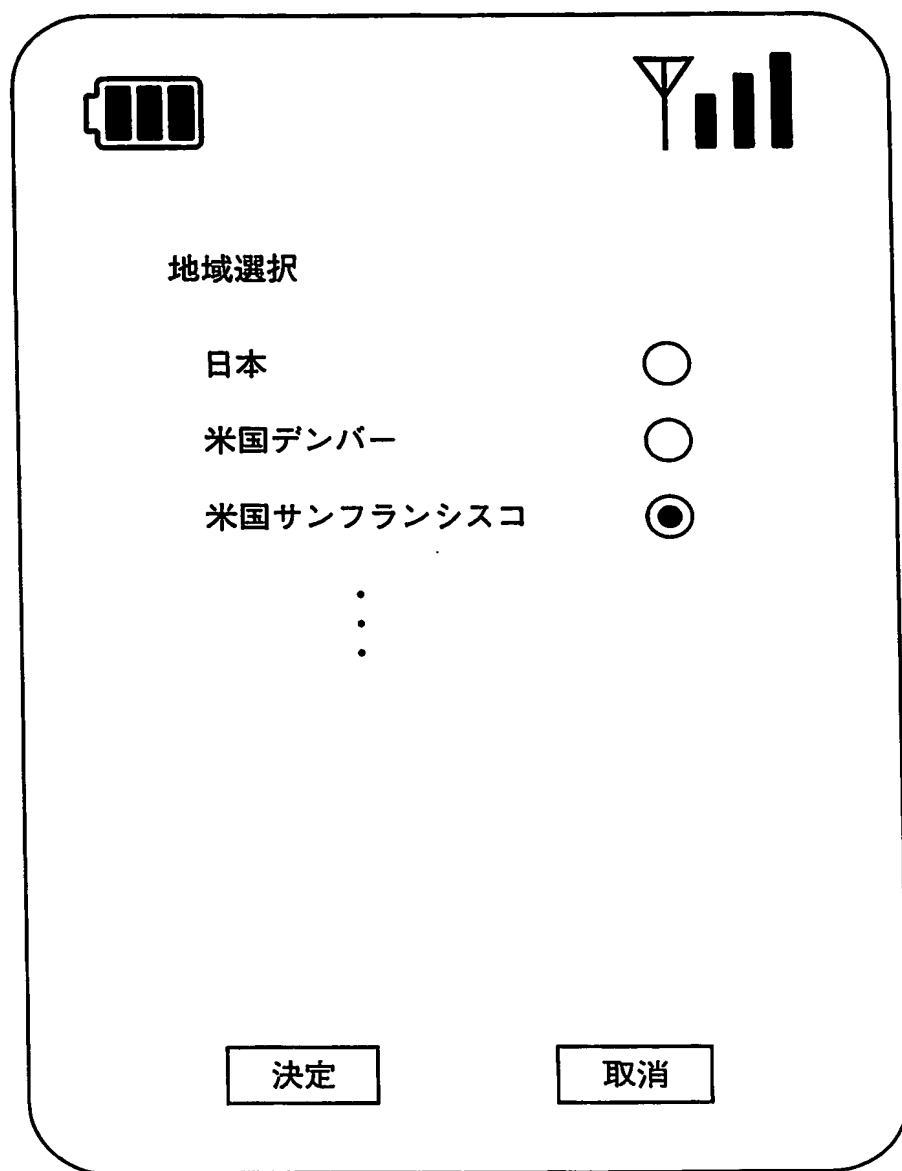 地域選択
日本
米国デンバー
米国サンフランシスコ
決定 取消